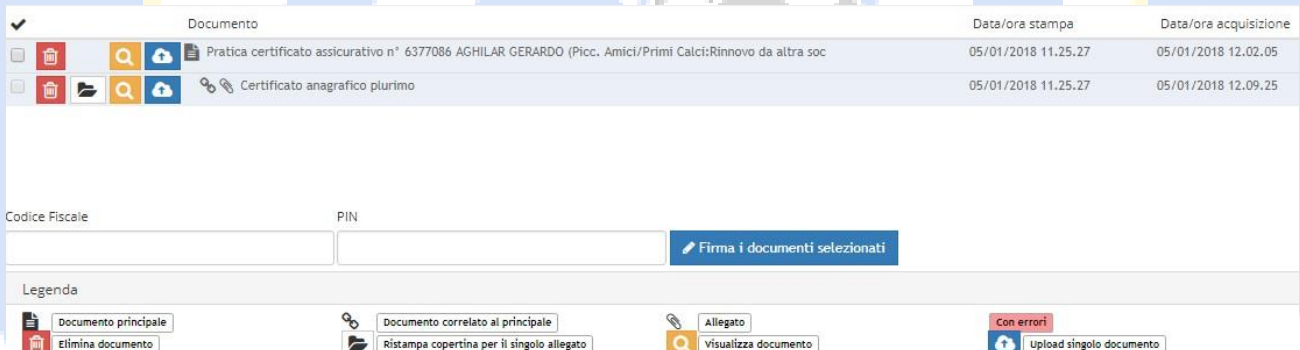 Documento Data/ora stampa Data/ora acquisizione
Pratica certificato assicurativo n° 6377086 AGHILAR GERARDO (Picc. Amici/Primi Calci:Rinnovo da altra soc 05/01/2018 11.25.27 05/01/2018 12.02.05
Certificato anagrafico plurimo 05/01/2018 11.25.27 05/01/2018 12.09.25
Codice Fiscale PIN
Firma i documenti selezionati
Legenda
Documento principale Documento correlato al principale Allegato Con errori
Elimina documento Ristampa copertina per il singolo allegato Visualizza documento Upload singolo documento